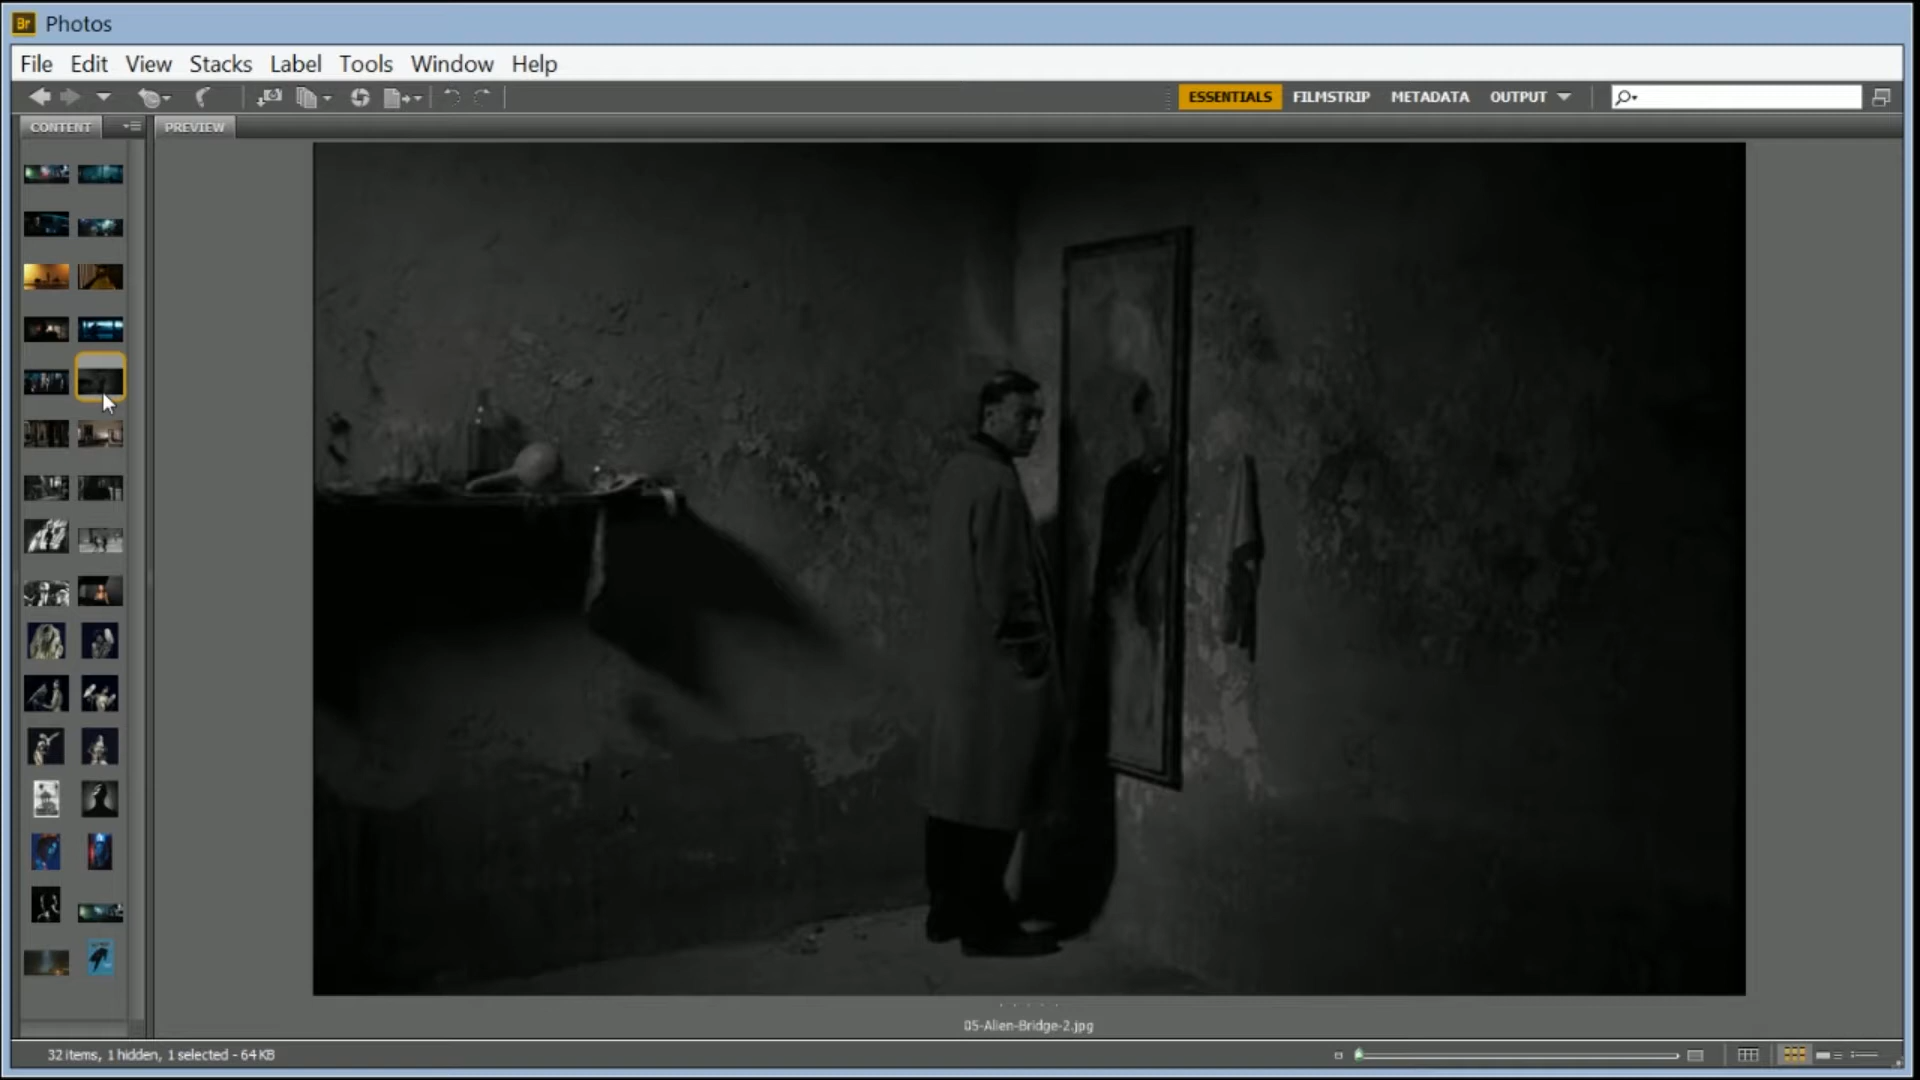 Br Photos
File Edit View Stacks Label Tools Window Help
ESSENTIALS FILMSTRIP METADATA OUTPUT
CONTENT PREVIEW
05-Alien-Bridge-2.jpg
32 items, 1 hidden, 1 selected - 64 KB